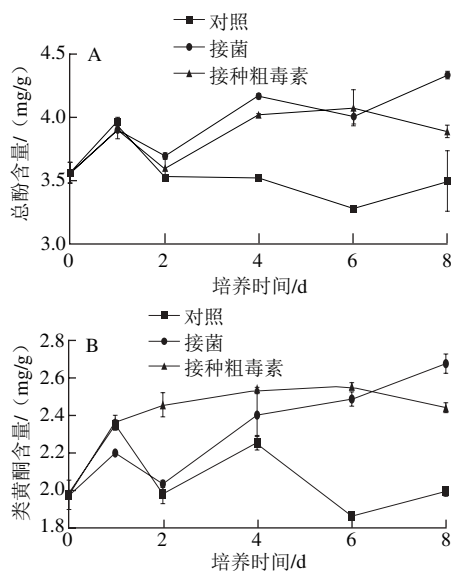 对照
接菌
接种粗毒素
A
4.5
4.0
3.5
3.0
总酚含量/（mg/g）
0 2 4 6 8
培养时间/d
对照
接菌
接种粗毒素
B
2.8
2.6
2.4
2.2
2.0
1.8
类黄酮含量/（mg/g）
0 2 4 6 8
培养时间/d